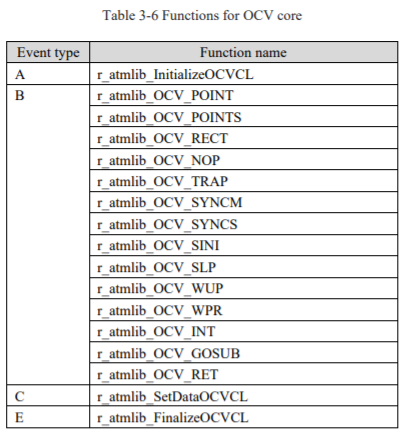 Table 3-6 Functions for OCV core
Event type Function name
A r_atmlib_InitializeOCVCL
B r_atmlib_OCV_POINT
r_atmlib_OCV_POINTS
r_atmlib_OCV_RECT
r_atmlib_OCV_NOP
r_atmlib_OCV_TRAP
r_atmlib_OCV_SYNCM
r_atmlib_OCV_SYNCS
r_atmlib_OCV_SINI
r_atmlib_OCV_SLP
r_atmlib_OCV_WUP
r_atmlib_OCV_WPR
r_atmlib_OCV_INT
r_atmlib_OCV_GOSUB
r_atmlib_OCV_RET
C r_atmlib_SetDataOCVCL
E r_atmlib_FinalizeOCVCL